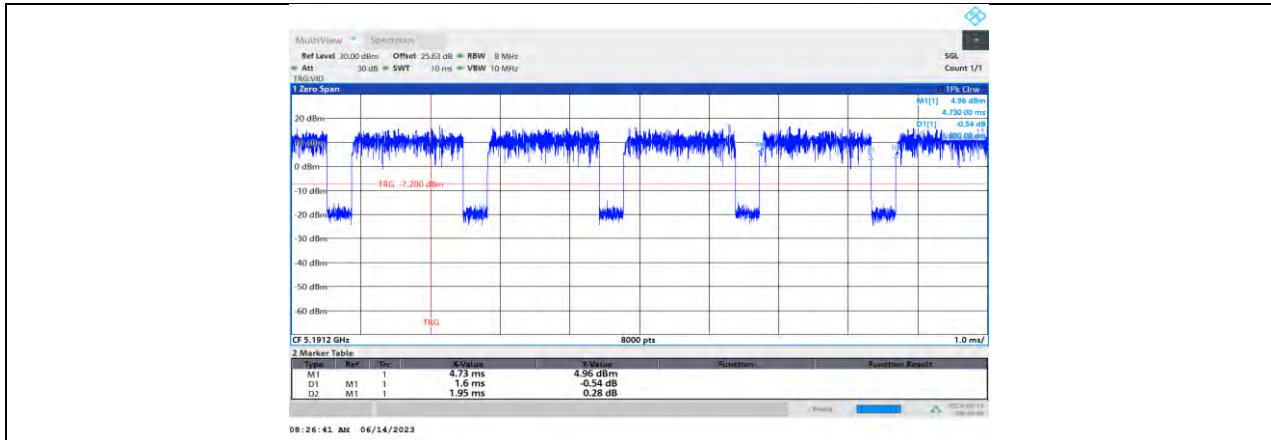 MultiView Spectrum
Ref Level 30.00 dBm Offset 25.63 dB RBW 8 MHz SGL
Att 30 dB SWT 10 ms VBW 10 MHz Count 1/1
TRG:VID
1 Zero Span 1Pk Clrw
M1[1] 4.96 dBm
4.730 00 ms
20 dBm
D1[1] -0.54 dB
0 dBm
TRG -7.200 dBm
-10 dBm
-20 dBm
-30 dBm
-40 dBm
-50 dBm
-60 dBm
TRG
CF 5.1912 GHz 8000 pts 1.0 ms/
2 Marker Table
Type Ref Trc X-Value Y-Value Function Function Result
M1 1 4.73 ms 4.96 dBm
D1 M1 1 1.6 ms -0.54 dB
D2 M1 1 1.95 ms 0.28 dB
Ready
08:26:41 AM 06/14/2023